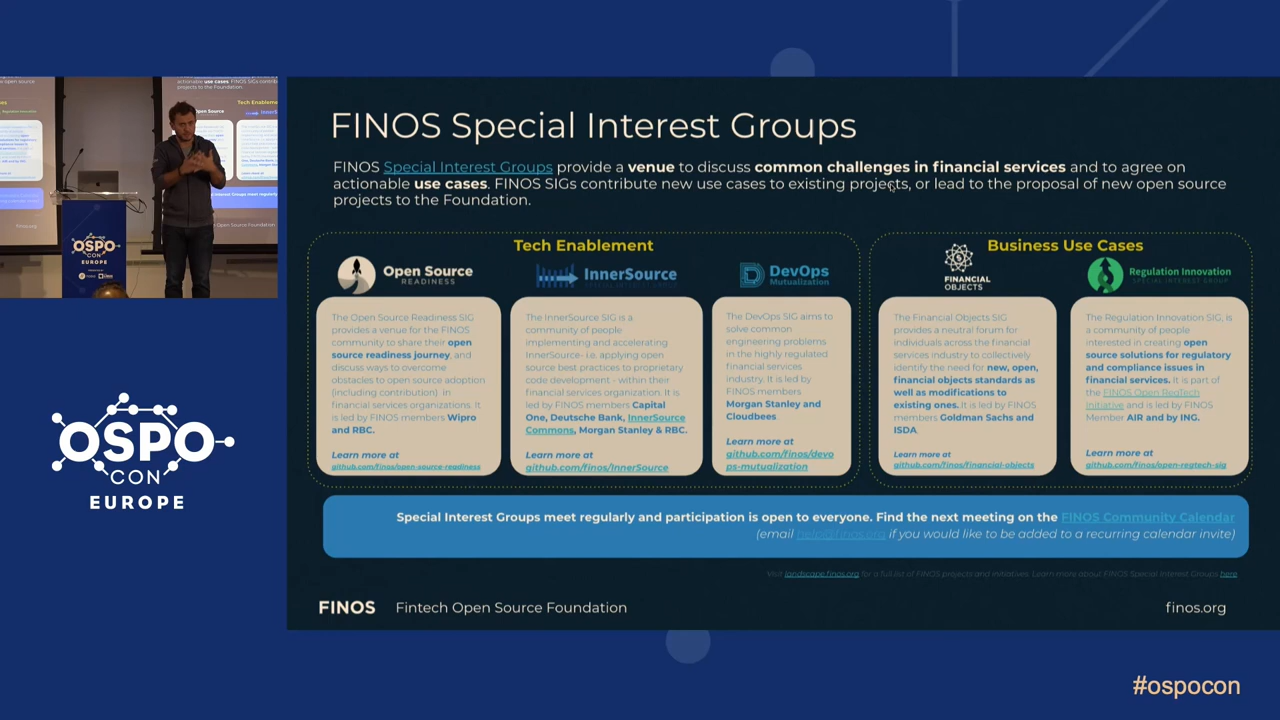 FINOS Special Interest Groups
FINOS Special Interest Groups provide a venue to discuss common challenges in financial services and to agree on
actionable use cases. FINOS SIGs contribute new use cases to existing projects, or lead to the proposal of new open source
projects to the Foundation.
Tech Enablement
Open Source
READINESS
The Open Source Readiness SIG
provides a venue for the FINOS
community to share their open
source readiness journey, and
discuss ways to overcome
obstacles to open source adoption
(including contribution) in
financial services organizations. It
is led by FINOS members Wipro
and RBC.
Learn more at
github.com/finos/open-source-readiness
InnerSource
SPECIAL INTEREST GROUP
The InnerSource SIG is a
community of people
implementing and accelerating
InnerSource- i.e. applying open
source best practices to proprietary
code development - within their
financial services organization. It is
led by FINOS members Capital
One, Deutsche Bank, InnerSource
Commons, Morgan Stanley & RBC.
Learn more at
github.com/finos/InnerSource
DevOps
Mutualization
The DevOps SIG aims to
solve common
engineering problems
in the highly regulated
financial services
industry. It is led by
FINOS members
Morgan Stanley and
Cloudbees
Learn more at
github.com/finos/devo
ps-mutualization
Business Use Cases
FINANCIAL
OBJECTS
The Financial Objects SIG
provides a neutral forum for
individuals across the financial
services industry to collectively
identify the need for new, open,
financial objects standards as
well as modifications to
existing ones. It is led by FINOS
members Goldman Sachs and
ISDA
Learn more at
github.com/finos/financial-objects
Regulation Innovation
SPECIAL INTEREST GROUP
The Regulation Innovation SIG, is
a community of people
interested in creating open
source solutions for regulatory
and compliance issues in
financial services. It is part of
the FINOS Open RegTech
Initiative and is led by FINOS
Member AIR and by ING.
Learn more at
github.com/finos/open-regtech-sig
Special Interest Groups meet regularly and participation is open to everyone. Find the next meeting on the FINOS Community Calendar
(email help@finos.org if you would like to be added to a recurring calendar invite)
Visit landscape.finos.org for a full list of FINOS projects and initiatives. Learn more about FINOS Special Interest Groups here
FINOS Fintech Open Source Foundation
finos.org
OSPO
CON
EUROPE
OSPO
CON
EUROPE
#ospocon